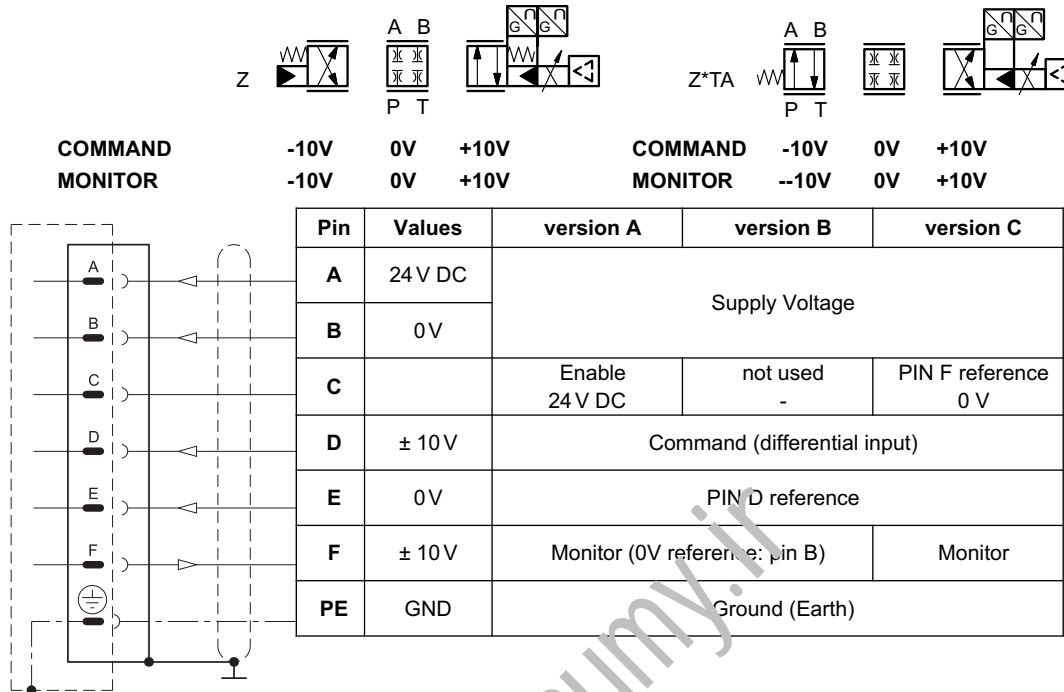 A B
G G
Z
P T
A B
G G
Z*TA
P T
COMMAND -10V 0V +10V
MONITOR -10V 0V +10V
COMMAND -10V 0V +10V
MONITOR --10V 0V +10V
Pin Values version A version B version C
A 24 V DC Supply Voltage
B 0 V
C Enable 24 V DC not used - PIN F reference 0 V
D ± 10 V Command (differential input)
E 0 V PIN D reference
F ± 10 V Monitor (0V reference: pin B) Monitor
PE GND Ground (Earth)
A
B
C
D
E
F